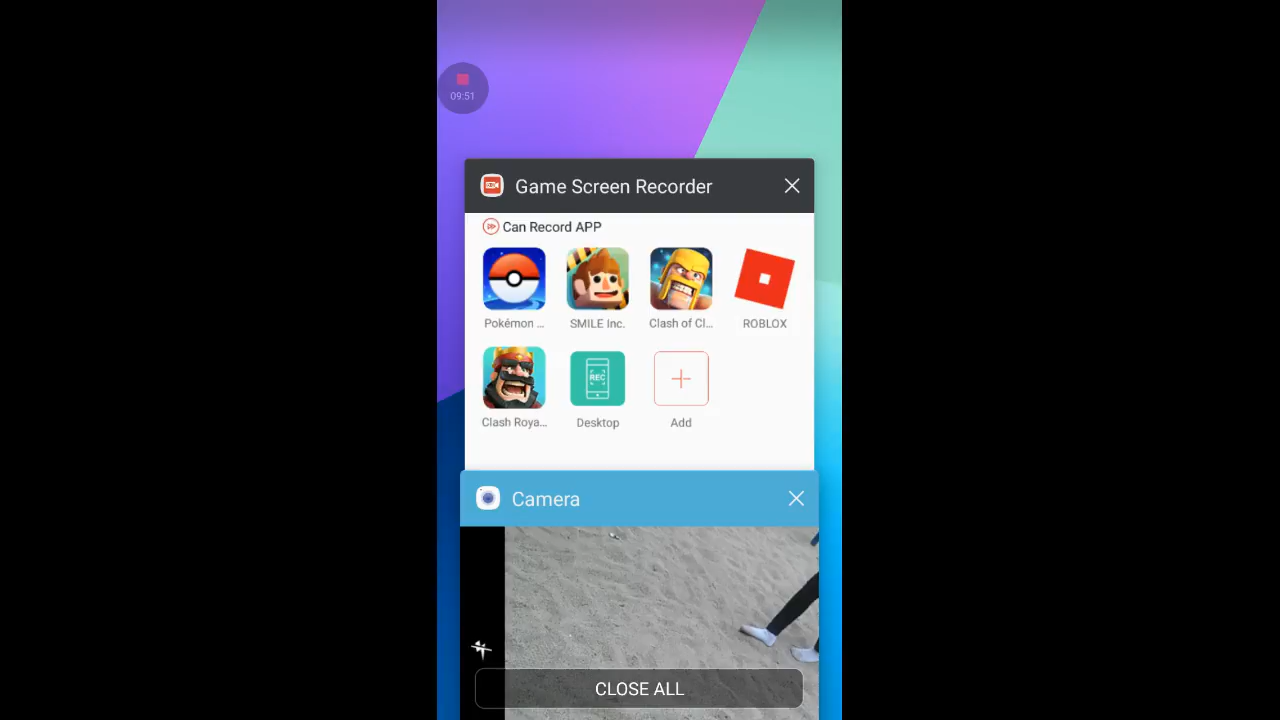 09:51
Game Screen Recorder
Can Record APP
Pokémon ...
SMILE Inc.
Clash of Cl...
ROBLOX
Clash Roya...
REC
Desktop
Add
Camera
CLOSE ALL